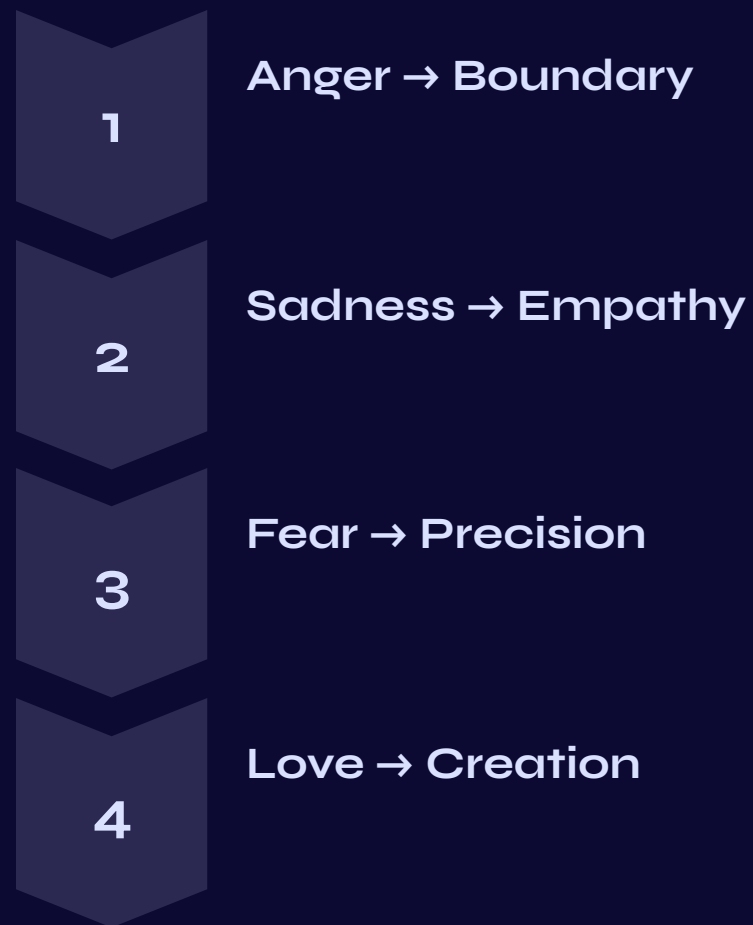 1
Anger → Boundary
2
Sadness → Empathy
3
Fear → Precision
4
Love → Creation